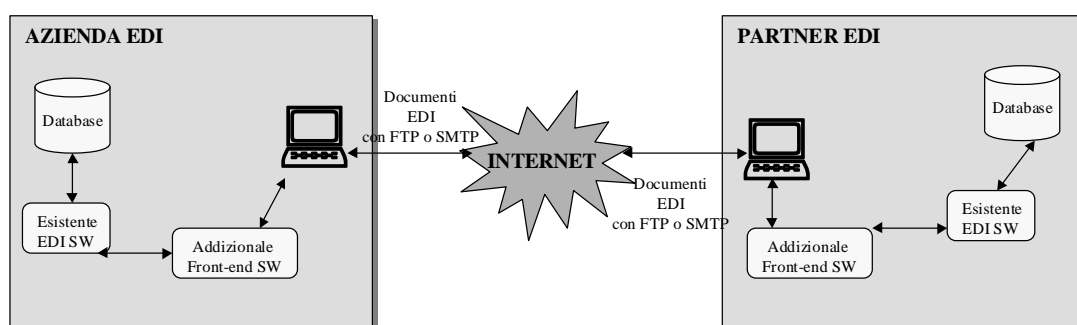 AZIENDA EDI
Database
Esistente
EDI SW
Addizionale
Front-end SW
Documenti
EDI
con FTP o SMTP
INTERNET
Documenti
EDI
con FTP o SMTP
PARTNER EDI
Database
Esistente
EDI SW
Addizionale
Front-end SW